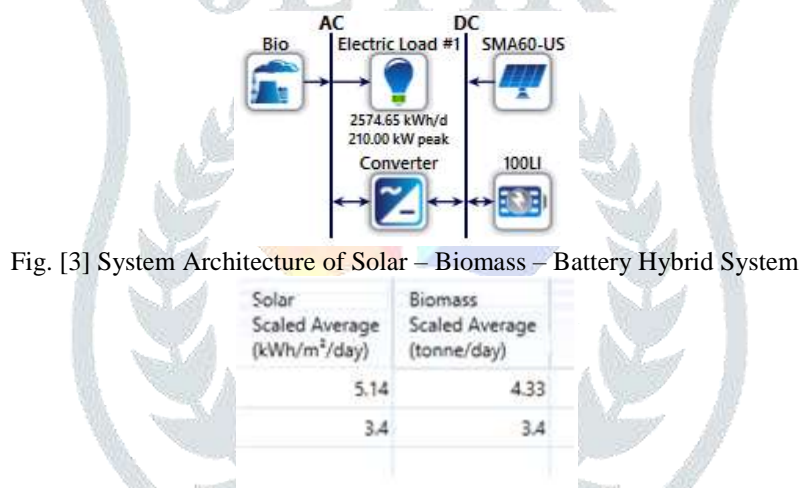 AC DC
Bio Electric Load #1 SMA60-US
2574.65 kWh/d
210.00 kW peak
Converter 100LI
Fig. [3] System Architecture of Solar – Biomass – Battery Hybrid System
Solar Biomass
Scaled Average Scaled Average
(kWh/m²/day) (tonne/day)
5.14 4.33
3.4 3.4